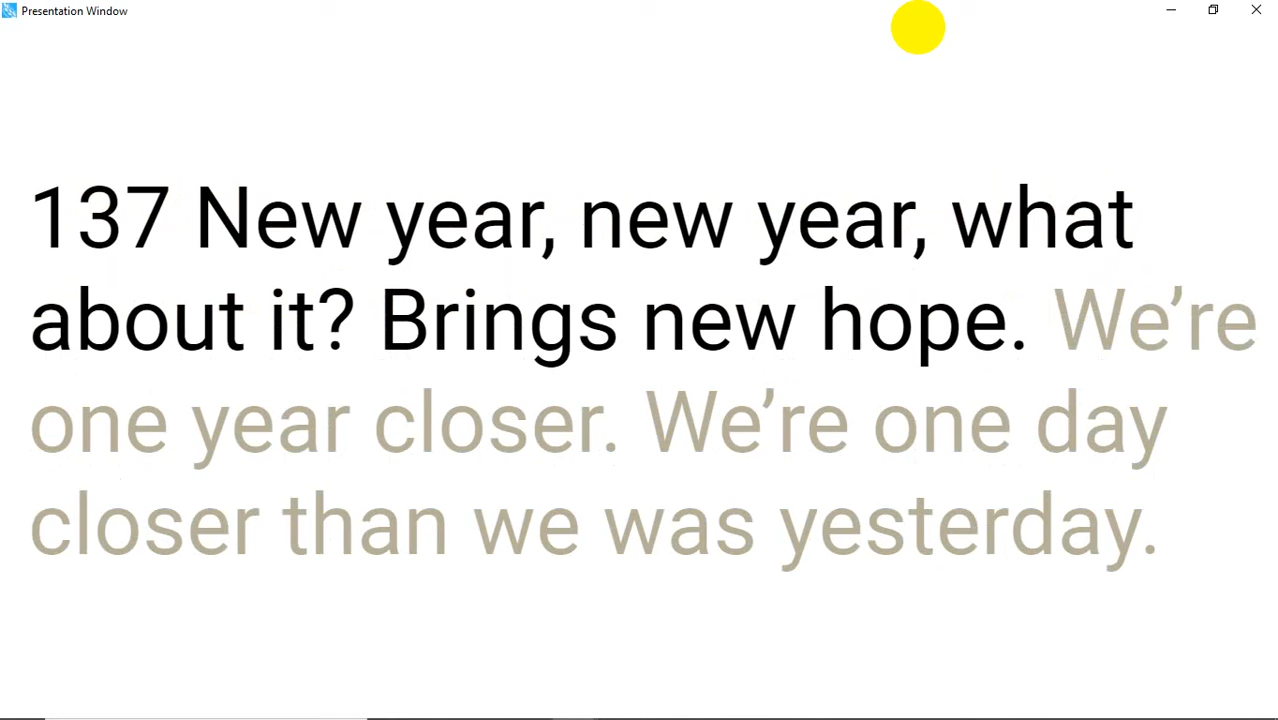 Presentation Window
137 New year, new year, what
about it? Brings new hope. We’re
one year closer. We’re one day
closer than we was yesterday.